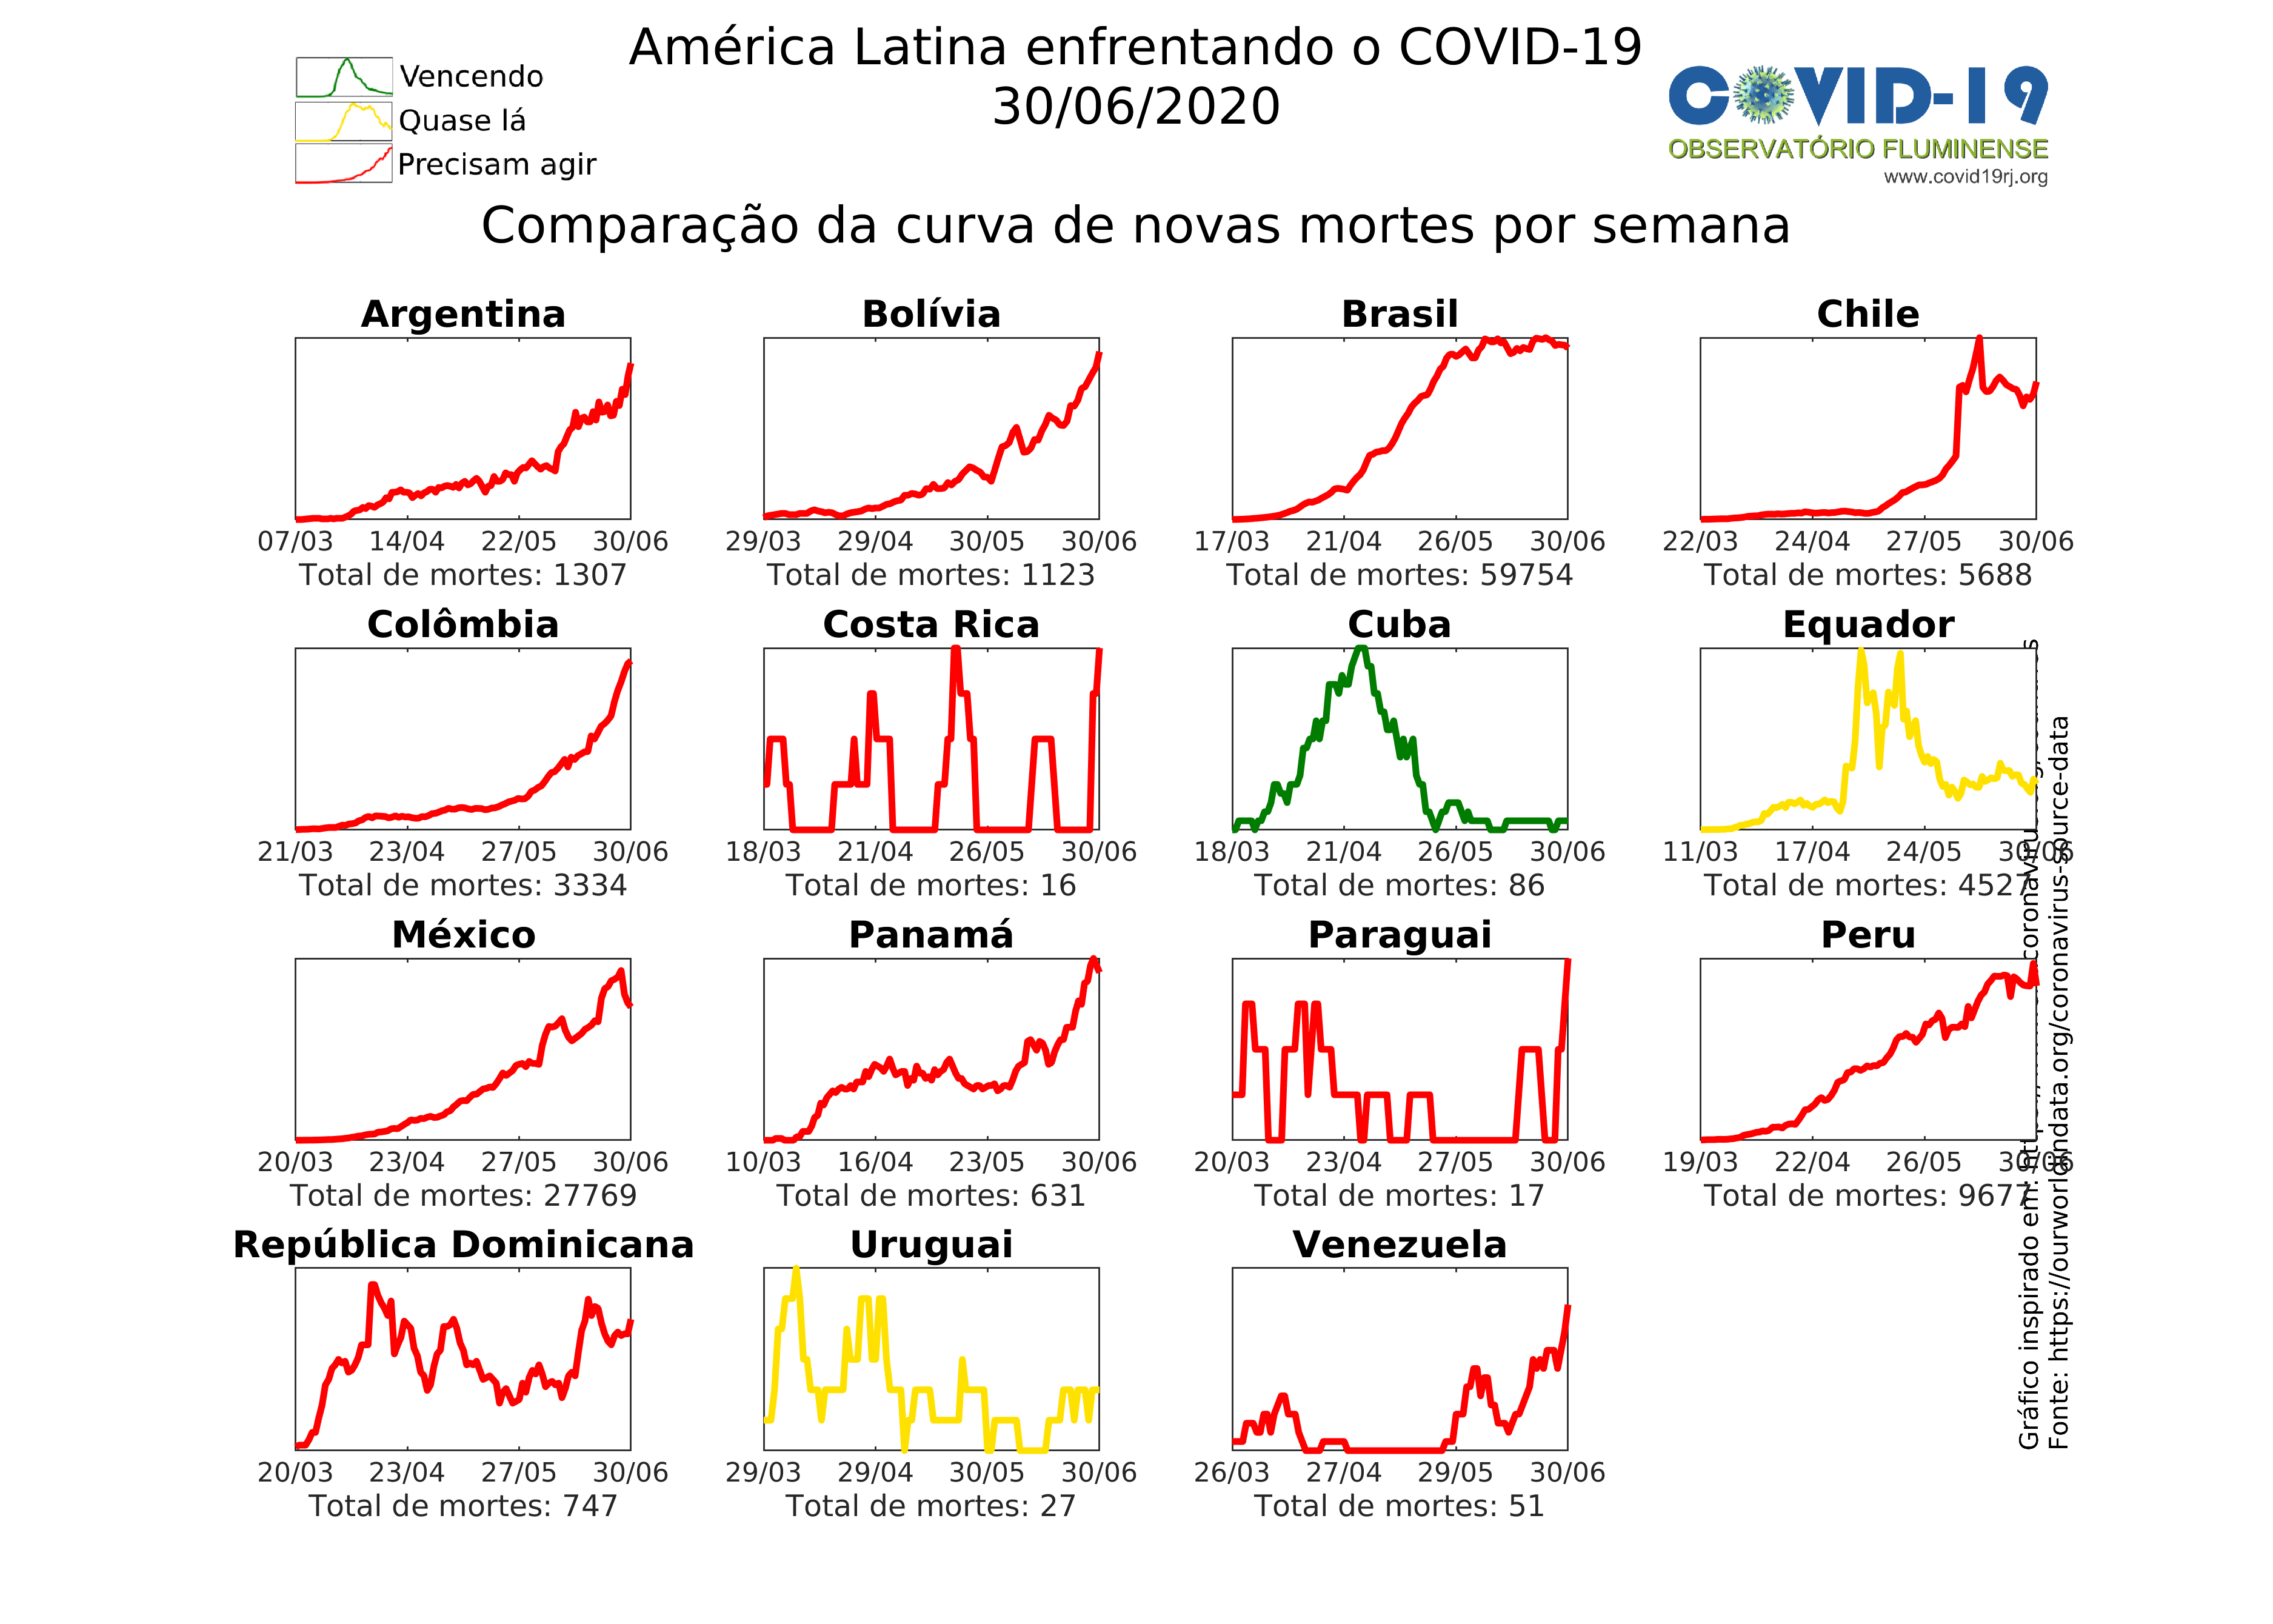 América Latina enfrentando o COVID-19
30/06/2020
Vencendo
Quase lá
Precisam agir
COVID-19
OBSERVATÓRIO FLUMINENSE
www.covid19rj.org
Comparação da curva de novas mortes por semana
Argentina
07/03 14/04 22/05 30/06
Total de mortes: 1307
Bolívia
29/03 29/04 30/05 30/06
Total de mortes: 1123
Brasil
17/03 21/04 26/05 30/06
Total de mortes: 59754
Chile
22/03 24/04 27/05 30/06
Total de mortes: 5688
Colômbia
21/03 23/04 27/05 30/06
Total de mortes: 3334
Costa Rica
18/03 21/04 26/05 30/06
Total de mortes: 16
Cuba
18/03 21/04 26/05 30/06
Total de mortes: 86
Equador
11/03 17/04 24/05 30/06
Total de mortes: 4527
México
20/03 23/04 27/05 30/06
Total de mortes: 27769
Panamá
10/03 16/04 23/05 30/06
Total de mortes: 631
Paraguai
20/03 23/04 27/05 30/06
Total de mortes: 17
Peru
19/03 22/04 26/05 30/06
Total de mortes: 9677
República Dominicana
20/03 23/04 27/05 30/06
Total de mortes: 747
Uruguai
29/03 29/04 30/05 30/06
Total de mortes: 27
Venezuela
26/03 27/04 29/05 30/06
Total de mortes: 51
Gráfico inspirado em:
Fonte: https://ourworldindata.org/coronavirus-source-data